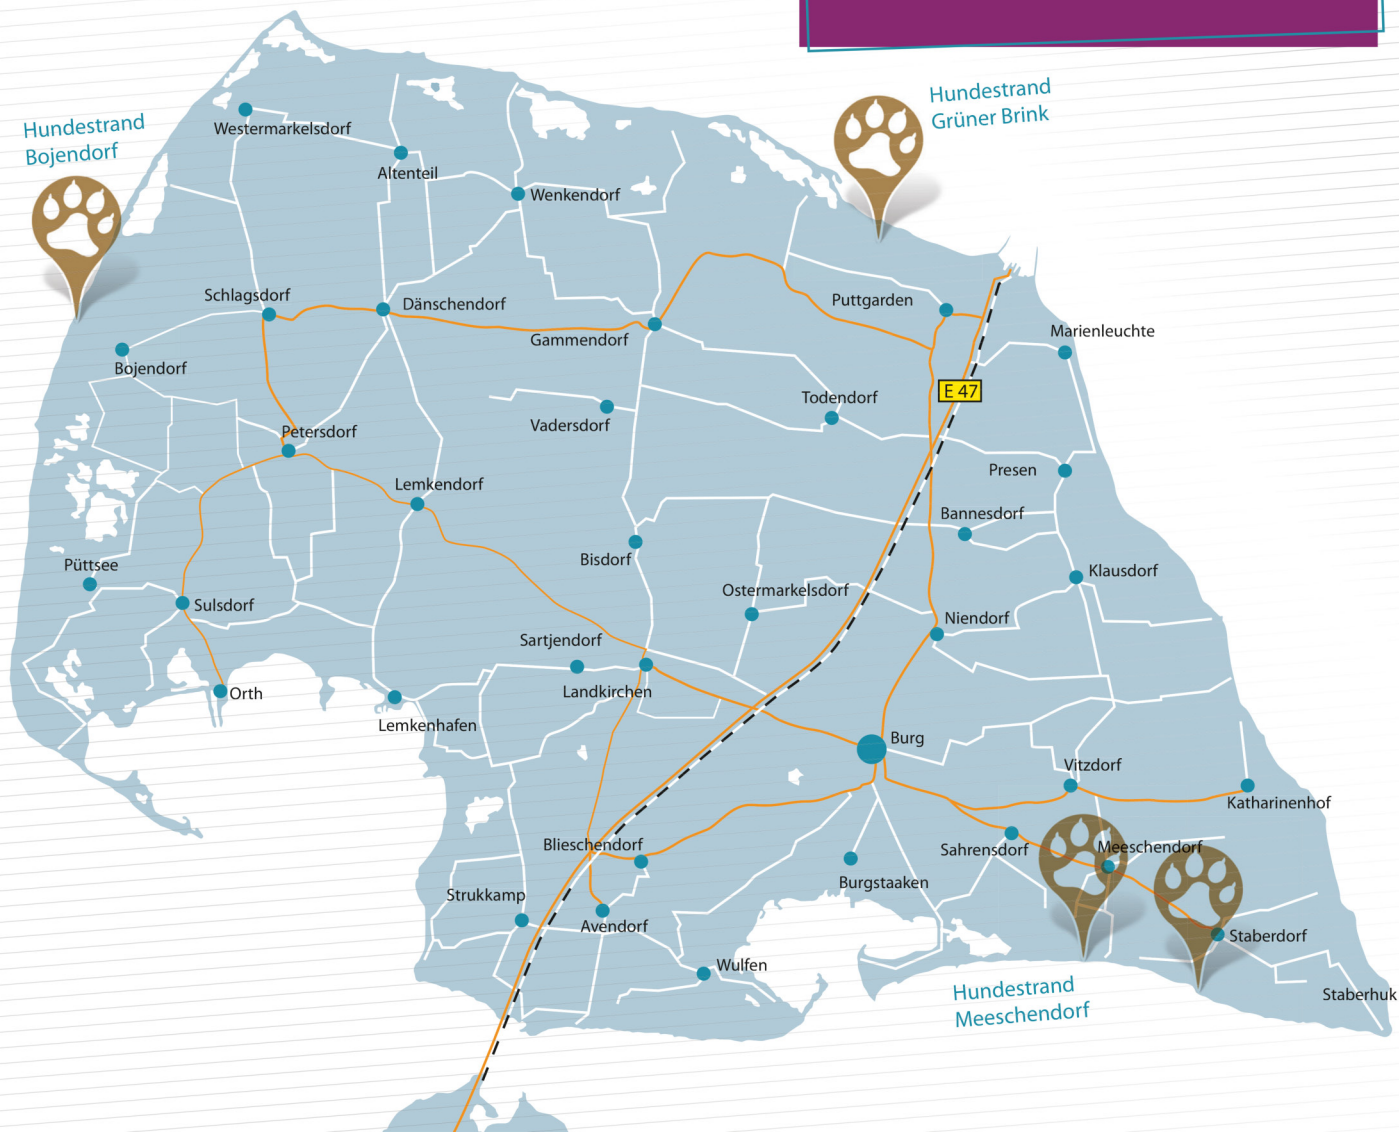 Hundestrand
Grüner Brink
Hundestrand
Bojendorf
Westermarkelsdorf
Altenteil
Wenkendorf
Schlagsdorf
Dänschendorf
Puttgarden
Gammendorf
Marienleuchte
Bojendorf
E 47
Todendorf
Vadersdorf
Petersdorf
Presen
Lemkendorf
Bannesdorf
Bisdorf
Püttsee
Klausdorf
Ostermarkelsdorf
Sulsdorf
Niendorf
Sartjendorf
Landkirchen
Orth
Lemkenhafen
Burg
Vitzdorf
Katharinenhof
Blieschendorf
Sahrensdorf
Meeschendorf
Burgstaaken
Strukkamp
Avendorf
Staberdorf
Wulfen
Hundestrand
Meeschendorf
Staberhuk